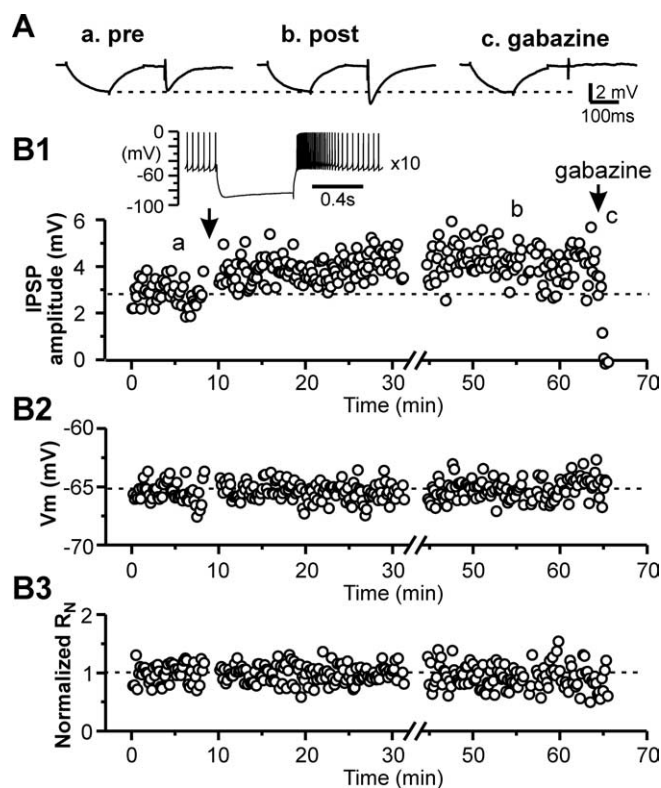 A
a. pre b. post c. gabazine
2 mV
100ms
B1
0
(mV)
-60
-100
x10
0.4s
gabazine
a b c
IPSP
amplitude (mV)
6
4
2
0
0 10 20 30 50 60 70
Time (min)
B2
Vm (mV)
-60
-65
-70
0 10 20 30 50 60 70
Time (min)
B3
Normalized RN
2
1
0
0 10 20 30 50 60 70
Time (min)